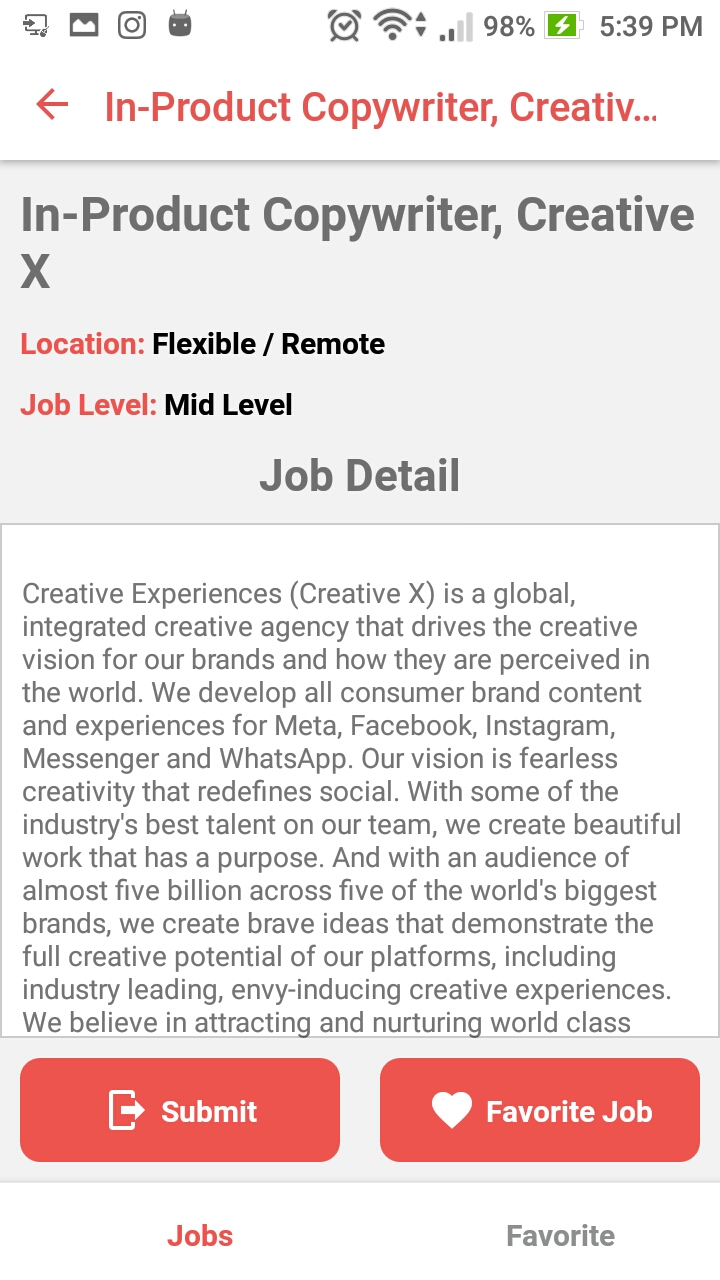 98% 5:39 PM
In-Product Copywriter, Creativ...
In-Product Copywriter, Creative
X
Location: Flexible / Remote
Job Level: Mid Level
Job Detail
Creative Experiences (Creative X) is a global,
integrated creative agency that drives the creative
vision for our brands and how they are perceived in
the world. We develop all consumer brand content
and experiences for Meta, Facebook, Instagram,
Messenger and WhatsApp. Our vision is fearless
creativity that redefines social. With some of the
industry's best talent on our team, we create beautiful
work that has a purpose. And with an audience of
almost five billion across five of the world's biggest
brands, we create brave ideas that demonstrate the
full creative potential of our platforms, including
industry leading, envy-inducing creative experiences.
We believe in attracting and nurturing world class
Submit Favorite Job
Jobs Favorite